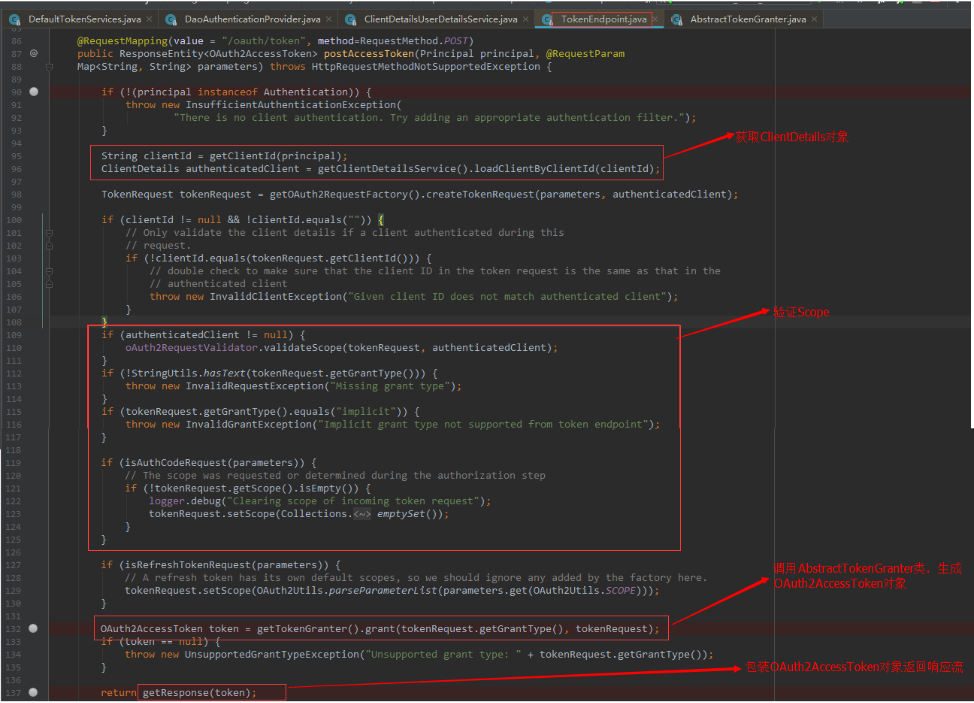 DefaultTokenServices.java × DaoAuthenticationProvider.java × ClientDetailsUserDetailsService.java × TokenEndpoint.java × AbstractTokenGranter.java ×
86 @RequestMapping(value = "/oauth/token", method=RequestMethod.POST)
87 public ResponseEntity<OAuth2AccessToken> postAccessToken(Principal principal, @RequestParam
88 Map<String, String> parameters) throws HttpRequestMethodNotSupportedException {
89
90 if (!(principal instanceof Authentication)) {
91 throw new InsufficientAuthenticationException(
92 "There is no client authentication. Try adding an appropriate authentication filter.");
93 }
94
获取ClientDetails对象
95 String clientId = getClientId(principal);
96 ClientDetails authenticatedClient = getClientDetailsService().loadClientByClientId(clientId);
97
98 TokenRequest tokenRequest = getOAuth2RequestFactory().createTokenRequest(parameters, authenticatedClient);
99
100 if (clientId != null && !clientId.equals("")) {
101 // Only validate the client details if a client authenticated during this
102 // request.
103 if (!clientId.equals(tokenRequest.getClientId())) {
104 // double check to make sure that the client ID in the token request is the same as that in the
105 // authenticated client
106 throw new InvalidClientException("Given client ID does not match authenticated client");
107 }
验证Scope
108 }
109 if (authenticatedClient != null) {
110 oAuth2RequestValidator.validateScope(tokenRequest, authenticatedClient);
111 }
112 if (!StringUtils.hasText(tokenRequest.getGrantType())) {
113 throw new InvalidRequestException("Missing grant type");
114 }
115 if (tokenRequest.getGrantType().equals("implicit")) {
116 throw new InvalidGrantException("Implicit grant type not supported from token endpoint");
117 }
118
119 if (isAuthCodeRequest(parameters)) {
120 // The scope was requested or determined during the authorization step
121 if (!tokenRequest.getScope().isEmpty()) {
122 logger.debug("Clearing scope of incoming token request");
123 tokenRequest.setScope(Collections.<~> emptySet());
124 }
125 }
126
127 if (isRefreshTokenRequest(parameters)) {
128 // A refresh token has its own default scopes, so we should ignore any added by the factory here.
129 tokenRequest.setScope(OAuth2Utils.parseParameterList(parameters.get(OAuth2Utils.SCOPE)));
130 }
调用AbstractTokenGranter类，生成
OAuth2AccessToken对象
131
132 OAuth2AccessToken token = getTokenGranter().grant(tokenRequest.getGrantType(), tokenRequest);
133 if (token == null) {
134 throw new UnsupportedGrantTypeException("Unsupported grant type: " + tokenRequest.getGrantType());
135 }
包装OAuth2AccessToken对象返回响应流
136
137 return getResponse(token);